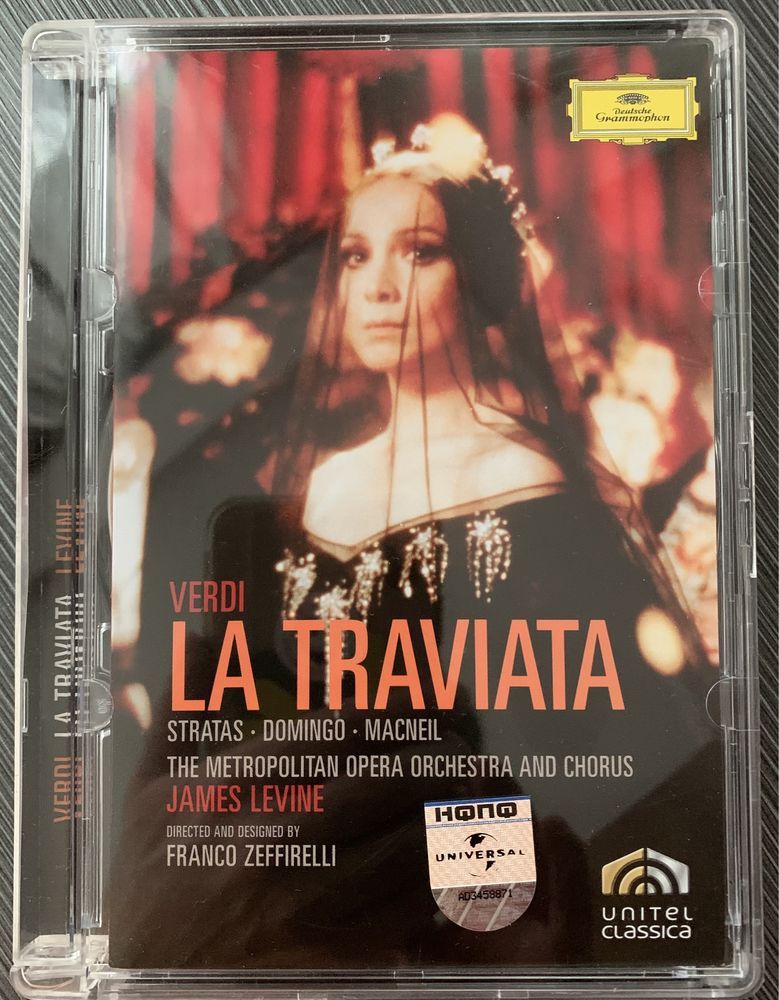 Deutsche
Grammophon
VERDI
LA TRAVIATA
STRATAS · DOMINGO · MACNEIL
THE METROPOLITAN OPERA ORCHESTRA AND CHORUS
JAMES LEVINE
DIRECTED AND DESIGNED BY
FRANCO ZEFFIRELLI
HQNQ
UNIVERSAL
AD3458871
UNITEL
CLASSICA
VERDI LA TRAVIATA LEVINE